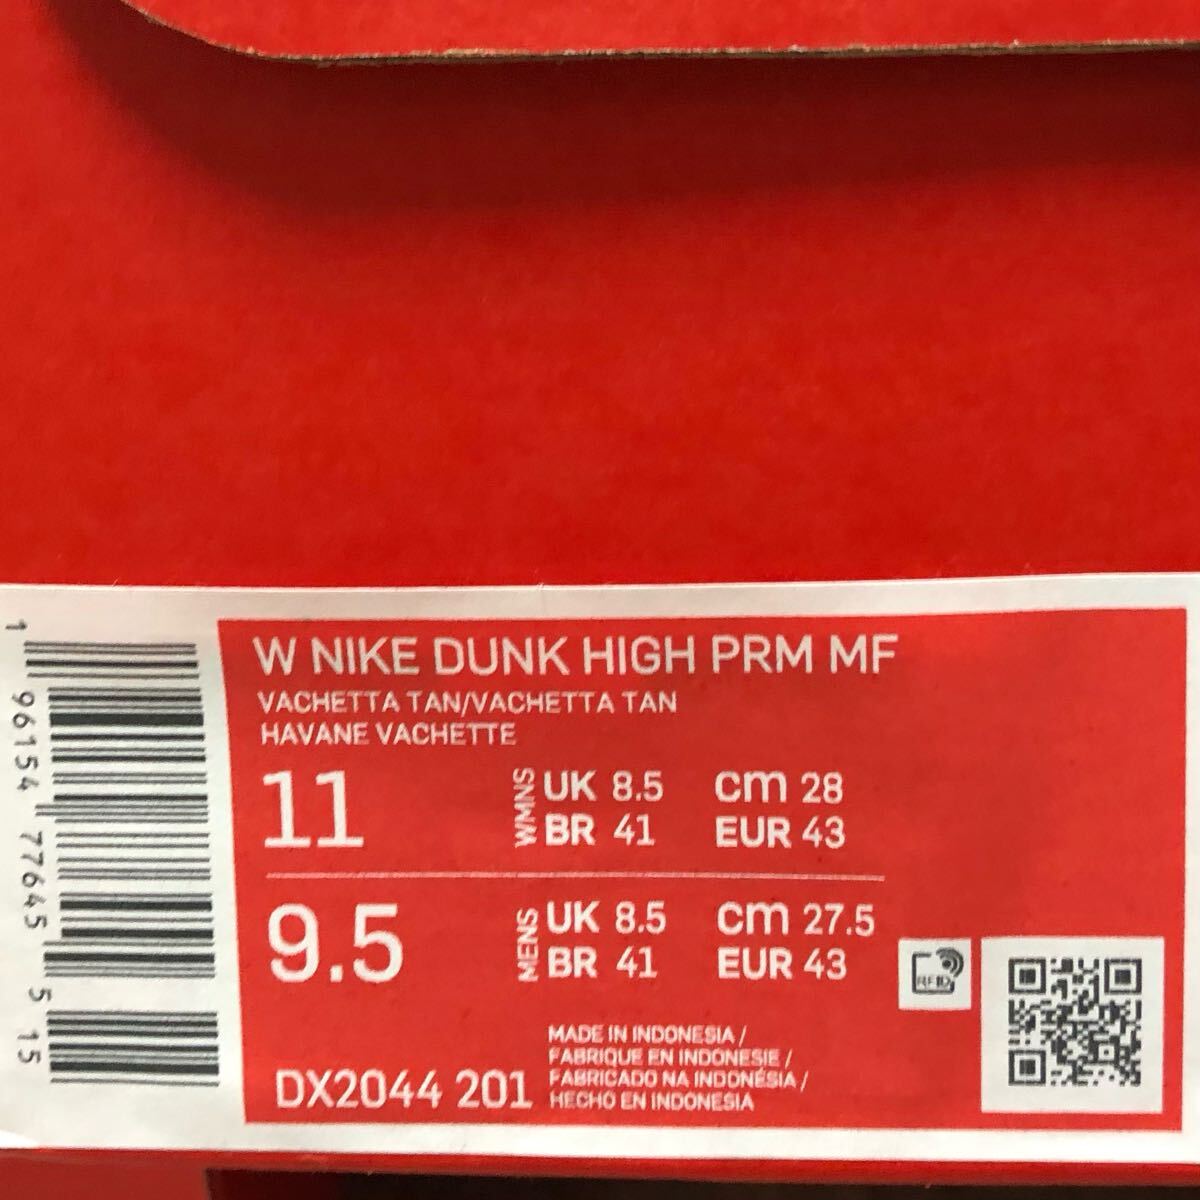 W NIKE DUNK HIGH PRM MF
VACHETTA TAN/VACHETTA TAN
HAVANE VACHETTE
11 WMNS UK 8.5 cm 28
BR 41 EUR 43
9.5 MENS UK 8.5 cm 27.5
BR 41 EUR 43
RFID
MADE IN INDONESIA /
FABRIQUE EN INDONESIE /
FABRICADO NA INDONÉSIA /
HECHO EN INDONESIA
DX2044 201
1 96154 77645 5 15